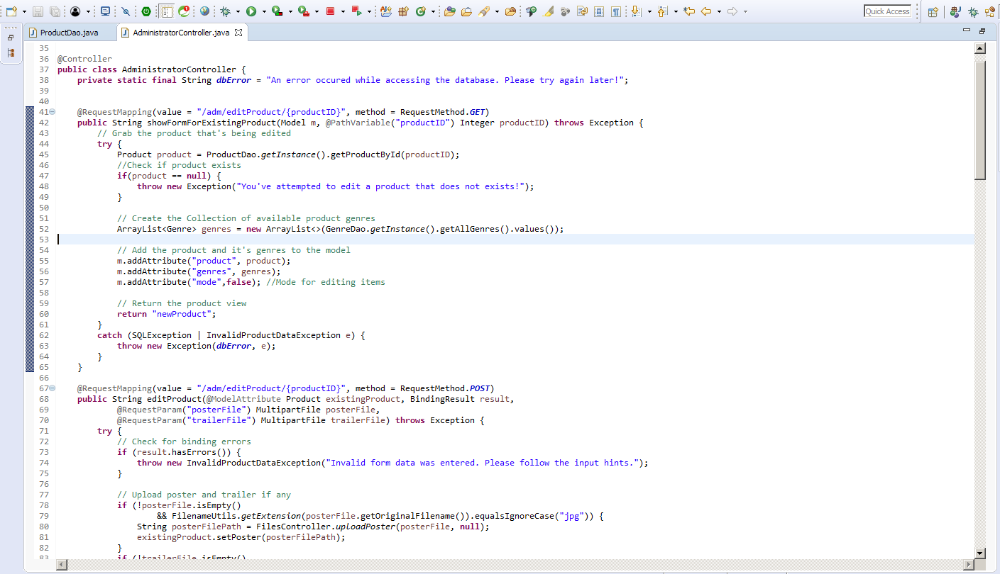 Quick Access
ProductDao.java
AdministratorController.java
35
36 @Controller
37 public class AdministratorController {
38     private static final String dbError = "An error occured while accessing the database. Please try again later!";
39
40
41     @RequestMapping(value = "/adm/editProduct/{productID}", method = RequestMethod.GET)
42     public String showFormForExistingProduct(Model m, @PathVariable("productID") Integer productID) throws Exception {
43         // Grab the product that's being edited
44         try {
45             Product product = ProductDao.getInstance().getProductById(productID);
46             //Check if product exists
47             if(product == null) {
48                 throw new Exception("You've attempted to edit a product that does not exists!");
49             }
50
51             // Create the Collection of available product genres
52             ArrayList<Genre> genres = new ArrayList<>(GenreDao.getInstance().getAllGenres().values());
53
54             // Add the product and it's genres to the model
55             m.addAttribute("product", product);
56             m.addAttribute("genres", genres);
57             m.addAttribute("mode",false); //Mode for editing items
58
59             // Return the product view
60             return "newProduct";
61         }
62         catch (SQLException | InvalidProductDataException e) {
63             throw new Exception(dbError, e);
64         }
65     }
66
67     @RequestMapping(value = "/adm/editProduct/{productID}", method = RequestMethod.POST)
68     public String editProduct(@ModelAttribute Product existingProduct, BindingResult result,
69             @RequestParam("posterFile") MultipartFile posterFile,
70             @RequestParam("trailerFile") MultipartFile trailerFile) throws Exception {
71         try {
72             // Check for binding errors
73             if (result.hasErrors()) {
74                 throw new InvalidProductDataException("Invalid form data was entered. Please follow the input hints.");
75             }
76
77             // Upload poster and trailer if any
78             if (!posterFile.isEmpty()
79                     && FilenameUtils.getExtension(posterFile.getOriginalFilename()).equalsIgnoreCase("jpg")) {
80                 String posterFilePath = FilesController.uploadPoster(posterFile, null);
81                 existingProduct.setPoster(posterFilePath);
82             }
83             if (!trailerFile.isEmpty()